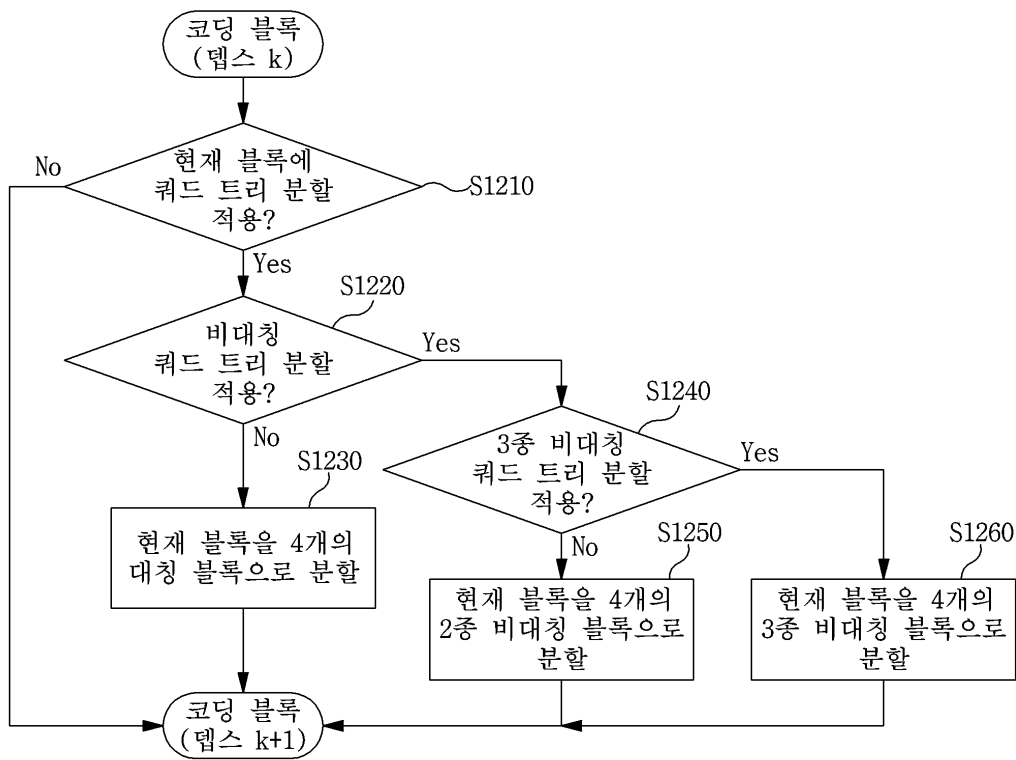 코딩 블록
(뎁스 k)
No
현재 블록에
쿼드 트리 분할
적용?
S1210
Yes
S1220
비대칭
쿼드 트리 분할
적용?
Yes
S1240
No
3종 비대칭
쿼드 트리 분할
적용?
Yes
S1230
현재 블록을 4개의
대칭 블록으로 분할
No
S1250
S1260
현재 블록을 4개의
2종 비대칭 블록으로
분할
현재 블록을 4개의
3종 비대칭 블록으로
분할
코딩 블록
(뎁스 k+1)